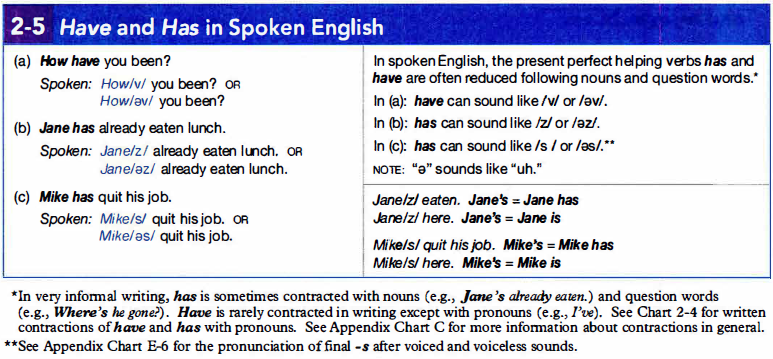 2-5 Have and Has in Spoken English
(a) How have you been?
Spoken: How/v/ you been? OR
How/əv/ you been?
(b) Jane has already eaten lunch.
Spoken: Jane/z/ already eaten lunch. OR
Jane/əz/ already eaten lunch.
(c) Mike has quit his job.
Spoken: Mike/s/ quit his job. OR
Mike/əs/ quit his job.
In spoken English, the present perfect helping verbs has and
have are often reduced following nouns and question words.*
In (a): have can sound like /v/ or /əv/.
In (b): has can sound like /z/ or /əz/.
In (c): has can sound like /s / or /əs/.**
NOTE: “ə” sounds like “uh.”
Jane/z/ eaten. Jane’s = Jane has
Jane/z/ here. Jane’s = Jane is
Mike/s/ quit his job. Mike’s = Mike has
Mike/s/ here. Mike’s = Mike is
*In very informal writing, has is sometimes contracted with nouns (e.g., Jane’s already eaten.) and question words
(e.g., Where’s he gone?). Have is rarely contracted in writing except with pronouns (e.g., I’ve). See Chart 2-4 for written
contractions of have and has with pronouns. See Appendix Chart C for more information about contractions in general.
**See Appendix Chart E-6 for the pronunciation of final -s after voiced and voiceless sounds.